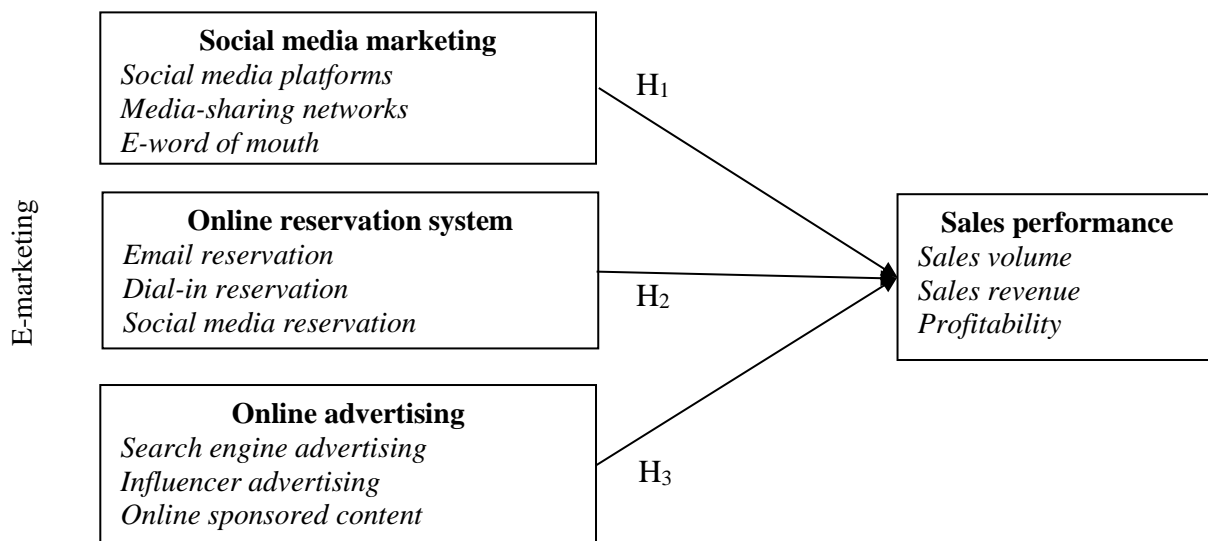 Social media marketing
Social media platforms
Media-sharing networks
E-word of mouth
H1
E-marketing
Online reservation system
Email reservation
Dial-in reservation
Social media reservation
H2
Sales performance
Sales volume
Sales revenue
Profitability
Online advertising
Search engine advertising
Influencer advertising
Online sponsored content
H3